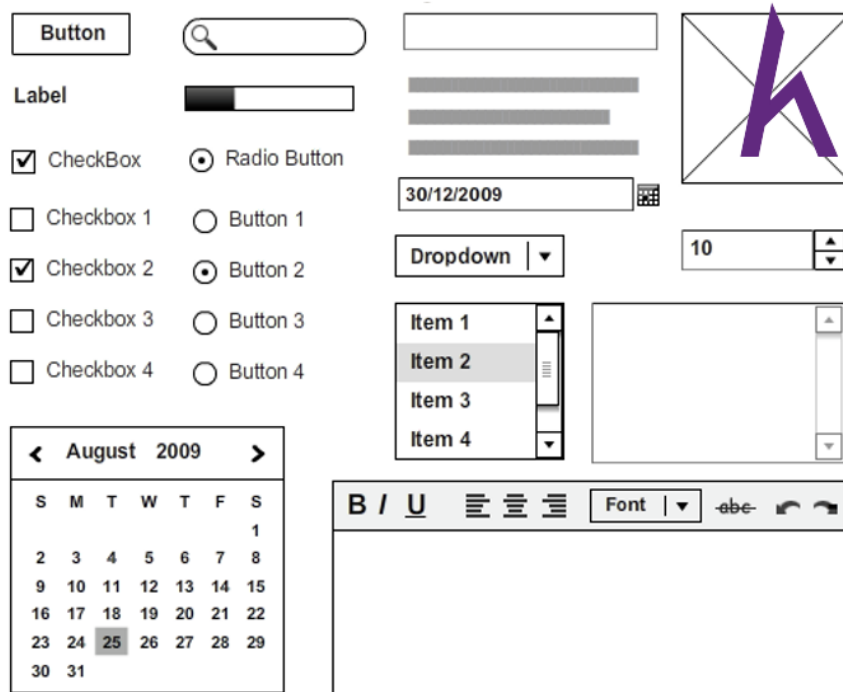 Button
Label
CheckBox
Radio Button
Checkbox 1
Button 1
Checkbox 2
Button 2
Checkbox 3
Button 3
Checkbox 4
Button 4
30/12/2009
Dropdown
10
Item 1
Item 2
Item 3
Item 4
August 2009
S M T W T F S
1
2 3 4 5 6 7 8
9 10 11 12 13 14 15
16 17 18 19 20 21 22
23 24 25 26 27 28 29
30 31
B I U Font abc